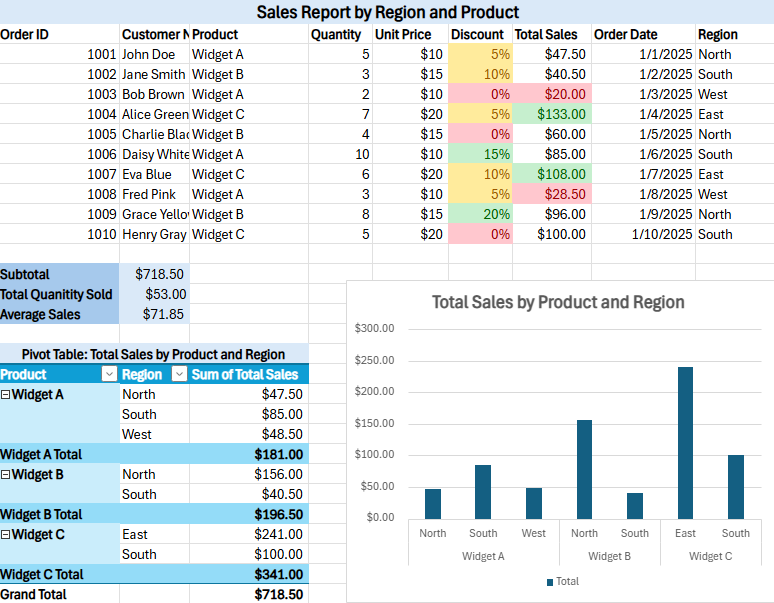 Sales Report by Region and Product
Order ID Customer N Product Quantity Unit Price Discount Total Sales Order Date Region
1001 John Doe Widget A 5 $10 5% $47.50 1/1/2025 North
1002 Jane Smith Widget B 3 $15 10% $40.50 1/2/2025 South
1003 Bob Brown Widget A 2 $10 0% $20.00 1/3/2025 West
1004 Alice Green Widget C 7 $20 5% $133.00 1/4/2025 East
1005 Charlie Blac Widget B 4 $15 0% $60.00 1/5/2025 North
1006 Daisy White Widget A 10 $10 15% $85.00 1/6/2025 South
1007 Eva Blue Widget C 6 $20 10% $108.00 1/7/2025 East
1008 Fred Pink Widget A 3 $10 5% $28.50 1/8/2025 West
1009 Grace Yello Widget B 8 $15 20% $96.00 1/9/2025 North
1010 Henry Gray Widget C 5 $20 0% $100.00 1/10/2025 South
Subtotal $718.50
Total Quanitity Sold $53.00
Average Sales $71.85
Pivot Table: Total Sales by Product and Region
Product Region Sum of Total Sales
Widget A North $47.50
South $85.00
West $48.50
Widget A Total $181.00
Widget B North $156.00
South $40.50
Widget B Total $196.50
Widget C East $241.00
South $100.00
Widget C Total $341.00
Grand Total $718.50
Total Sales by Product and Region
$300.00
$250.00
$200.00
$150.00
$100.00
$50.00
$0.00
North South West North South East South
Widget A Widget B Widget C
Total